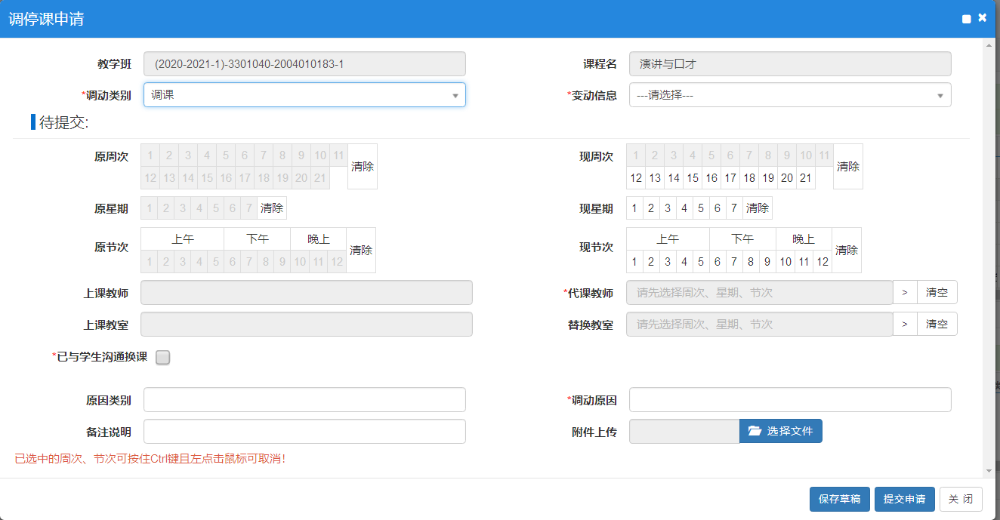 调停课申请
教学班 (2020-2021-1)-3301040-2004010183-1 课程名 演讲与口才
*调动类别 调课 *变动信息 ---请选择---
待提交:
原周次 1 2 3 4 5 6 7 8 9 10 11 清除 现周次 1 2 3 4 5 6 7 8 9 10 11 清除
12 13 14 15 16 17 18 19 20 21 12 13 14 15 16 17 18 19 20 21
原星期 1 2 3 4 5 6 7 清除 现星期 1 2 3 4 5 6 7 清除
原节次 上午 下午 晚上 清除 现节次 上午 下午 晚上 清除
1 2 3 4 5 6 7 8 9 10 11 12 1 2 3 4 5 6 7 8 9 10 11 12
上课教师 *代课教师 请先选择周次、星期、节次 > 清空
上课教室 替换教室 请先选择周次、星期、节次 > 清空
*已与学生沟通换课
原因类别 *调动原因
备注说明 附件上传 选择文件
已选中的周次、节次可按住Ctrl键且左点击鼠标可取消!
保存草稿 提交申请 关 闭